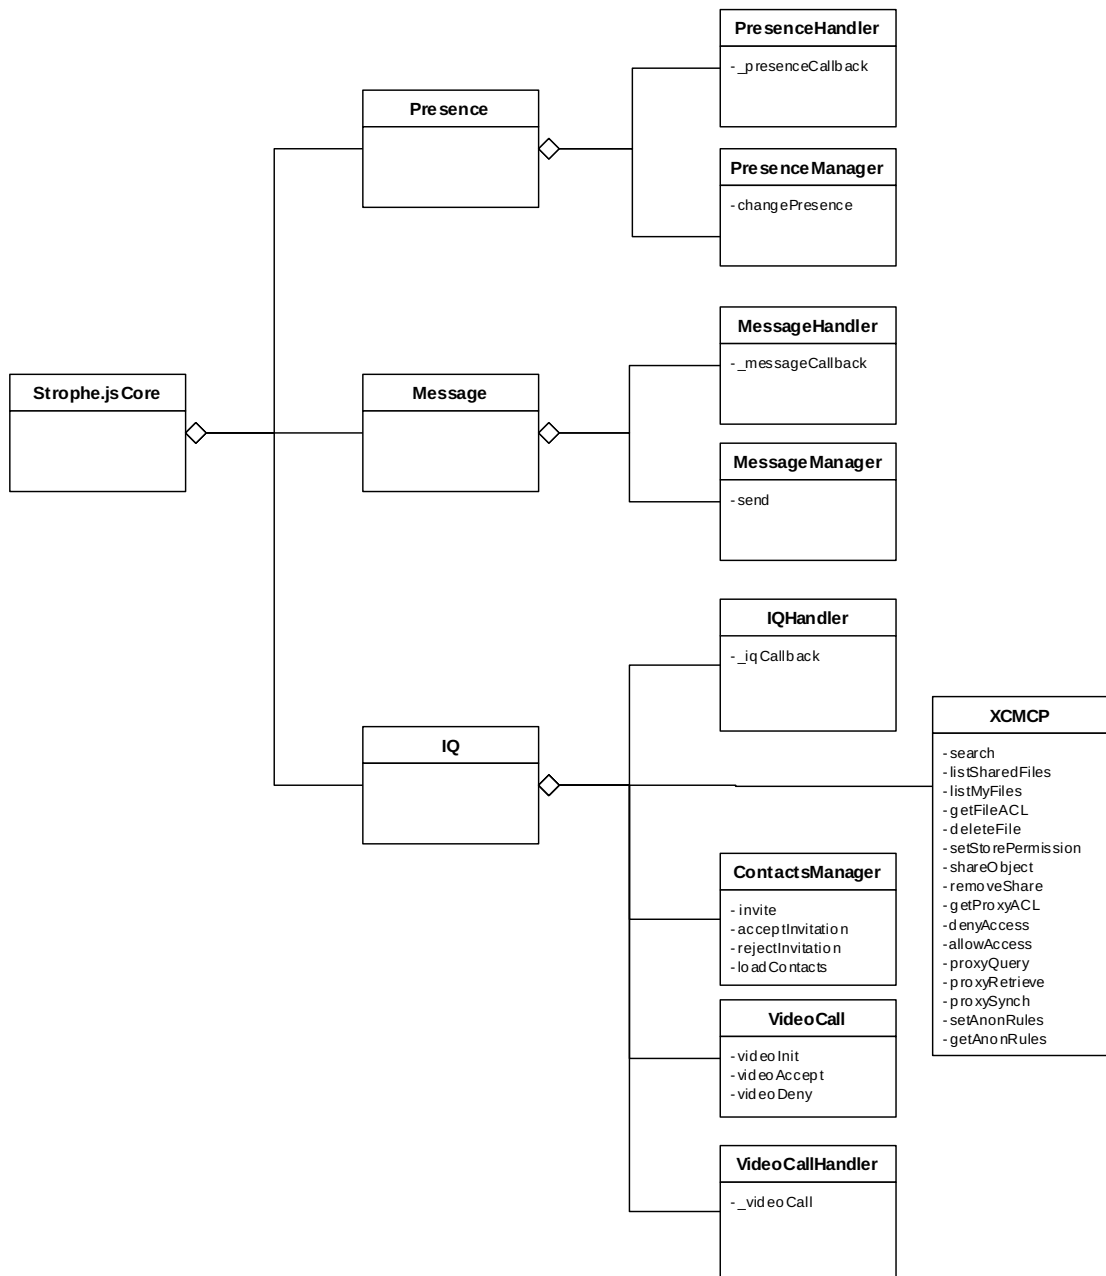 PresenceHandler
-_presenceCallback
Presence
PresenceManager
-changePresence
MessageHandler
-_messageCallback
Strophe.jsCore
Message
MessageManager
-send
IQHandler
-_iqCallback
XCMCP
-search
-listSharedFiles
-listMyFiles
-getFileACL
-deleteFile
-setStorePermission
-shareObject
-removeShare
-getProxyACL
-denyAccess
-allowAccess
-proxyQuery
-proxyRetrieve
-proxySynch
-setAnonRules
-getAnonRules
IQ
ContactsManager
-invite
-acceptInvitation
-rejectInvitation
-loadContacts
VideoCall
-videoInit
-videoAccept
-videoDeny
VideoCallHandler
-_videoCall